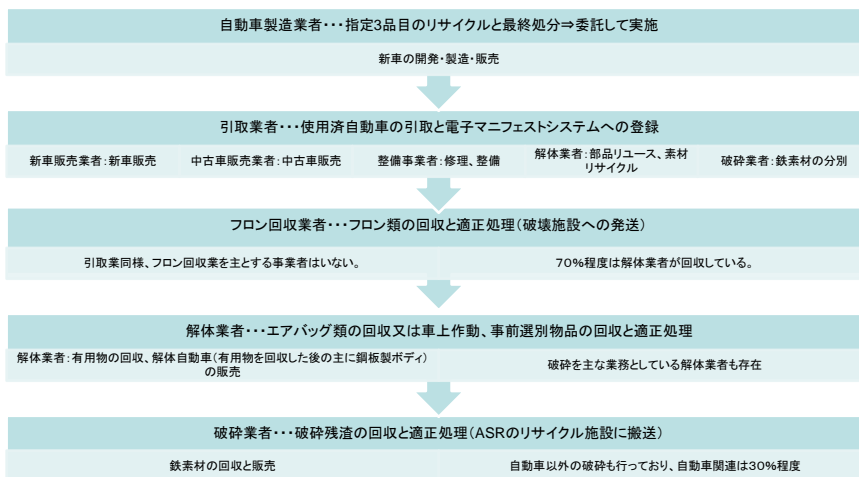 自動車製造業者・・・指定3品目のリサイクルと最終処分⇒委託して実施
新車の開発・製造・販売
引取業者・・・使用済自動車の引取と電子マニフェストシステムへの登録
新車販売業者：新車販売
中古車販売業者：中古車販売
整備事業者：修理、整備
解体業者：部品リユース、素材
リサイクル
破砕業者：鉄素材の分別
フロン回収業者・・・フロン類の回収と適正処理（破壊施設への発送）
引取業同様、フロン回収業を主とする事業者はいない。
70%程度は解体業者が回収している。
解体業者・・・エアバッグ類の回収又は車上作動、事前選別物品の回収と適正処理
解体業者：有用物の回収、解体自動車（有用物を回収した後の主に鋼板製ボディ）
の販売
破砕を主な業務としている解体業者も存在
破砕業者・・・破砕残渣の回収と適正処理（ASRのリサイクル施設に搬送）
鉄素材の回収と販売
自動車以外の破砕も行っており、自動車関連は30%程度